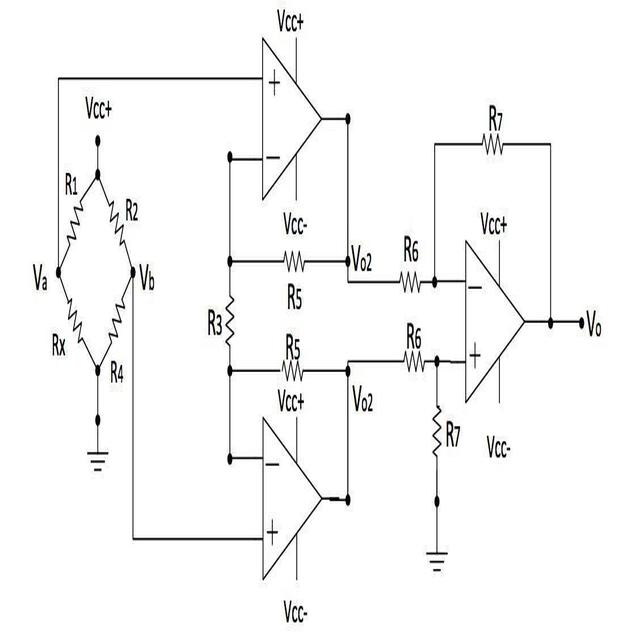 Vcc+
+
Vcc+
R7
R1
R2
−
Vcc-
Vcc+
Vo2
R6
Va
Vb
R5
−
R3
Vo
Rx
R4
R5
R6
+
Vcc+
Vo2
R7
Vcc-
−
+
Vcc-